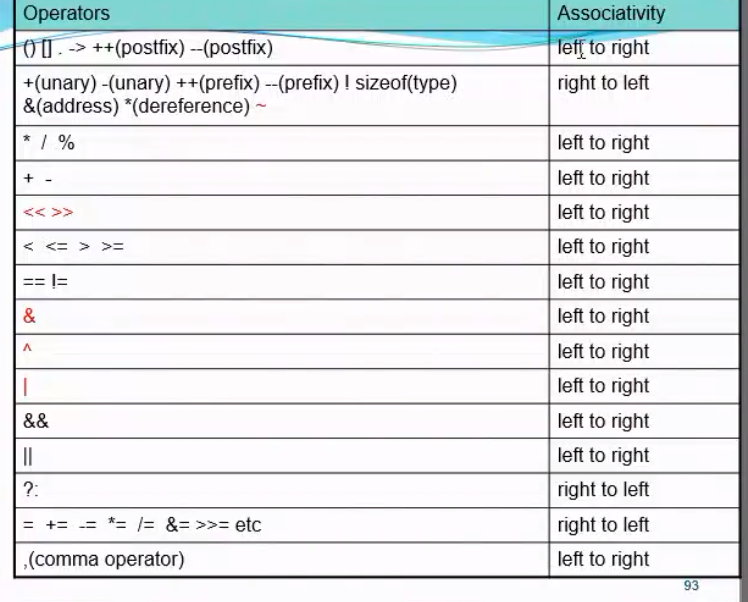 Operators Associativity
() [] . -> ++(postfix) --(postfix) left to right
+(unary) -(unary) ++(prefix) --(prefix) ! sizeof(type) right to left
&(address) *(dereference) ~
* / % left to right
+ - left to right
<< >> left to right
< <= > >= left to right
== != left to right
& left to right
^ left to right
| left to right
&& left to right
|| left to right
?: right to left
= += -= *= /= &= >>= etc right to left
,(comma operator) left to right
93